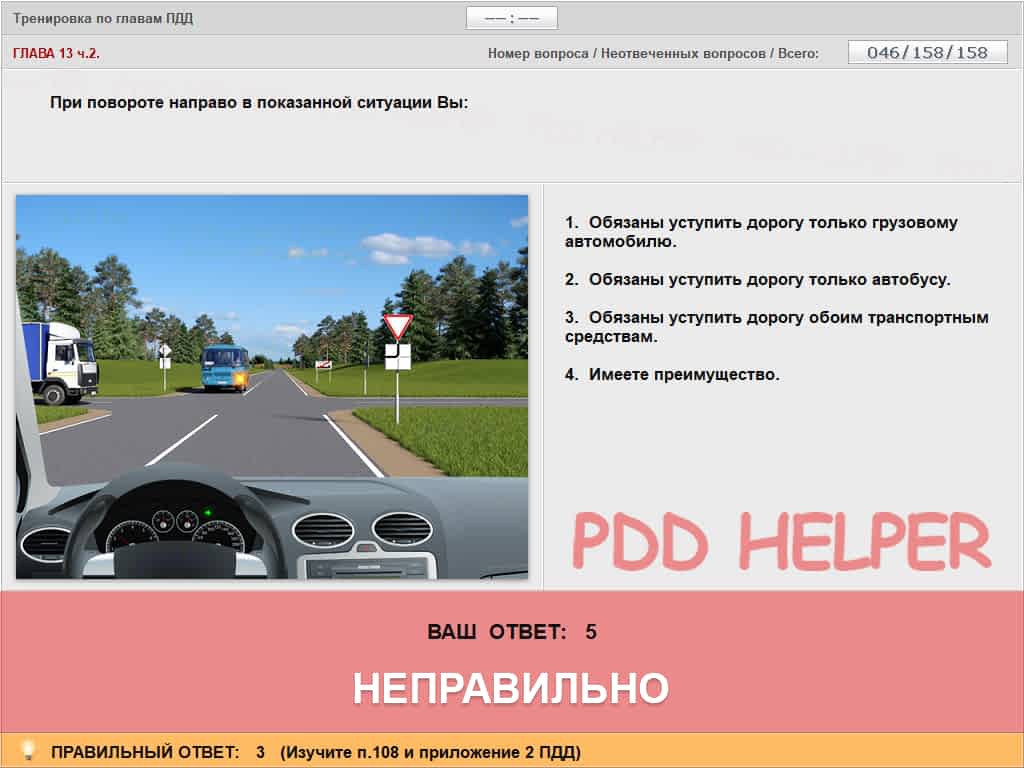 Тренировка по главам ПДД
–– : ––
ГЛАВА 13 ч.2.
Номер вопроса / Неотвеченных вопросов / Всего:
046/158/158
При повороте направо в показанной ситуации Вы:
1. Обязаны уступить дорогу только грузовому
автомобилю.
2. Обязаны уступить дорогу только автобусу.
3. Обязаны уступить дорогу обоим транспортным
средствам.
4. Имеете преимущество.
PDD HELPER
ВАШ ОТВЕТ: 5
НЕПРАВИЛЬНО
ПРАВИЛЬНЫЙ ОТВЕТ: 3 (Изучите п.108 и приложение 2 ПДД)